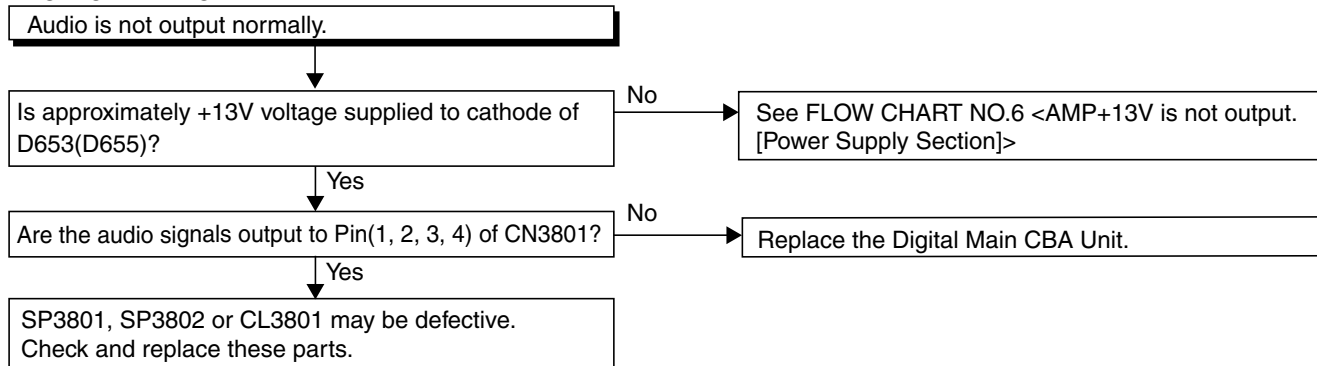 Audio is not output normally.
Is approximately +13V voltage supplied to cathode of
D653(D655)?
No
See FLOW CHART NO.6 <AMP+13V is not output.
[Power Supply Section]>
Yes
Are the audio signals output to Pin(1, 2, 3, 4) of CN3801?
No
Replace the Digital Main CBA Unit.
Yes
SP3801, SP3802 or CL3801 may be defective.
Check and replace these parts.